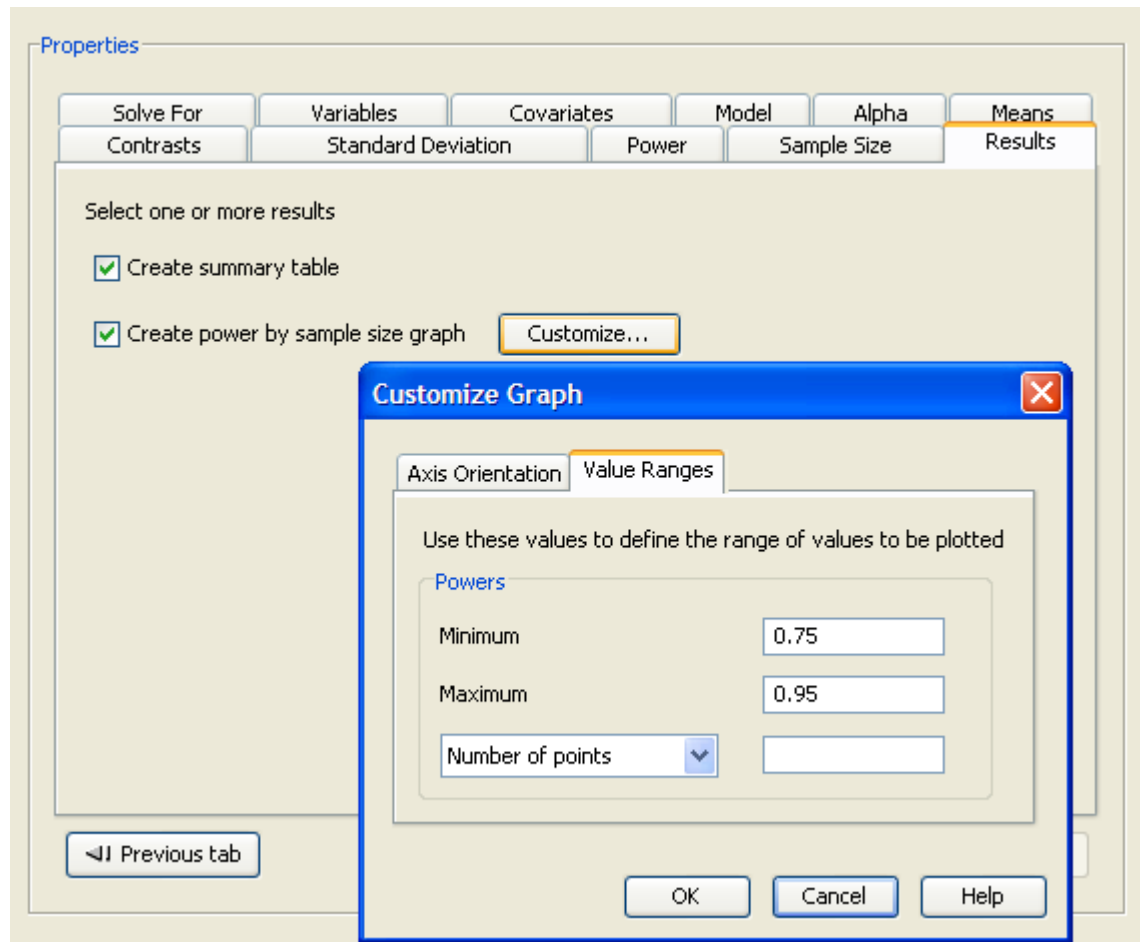 Properties
Solve For Variables Covariates Model Alpha Means
Contrasts Standard Deviation Power Sample Size Results
Select one or more results
Create summary table
Create power by sample size graph Customize...
Customize Graph
Axis Orientation Value Ranges
Use these values to define the range of values to be plotted
Powers
Minimum 0.75
Maximum 0.95
Number of points
Previous tab
OK Cancel Help